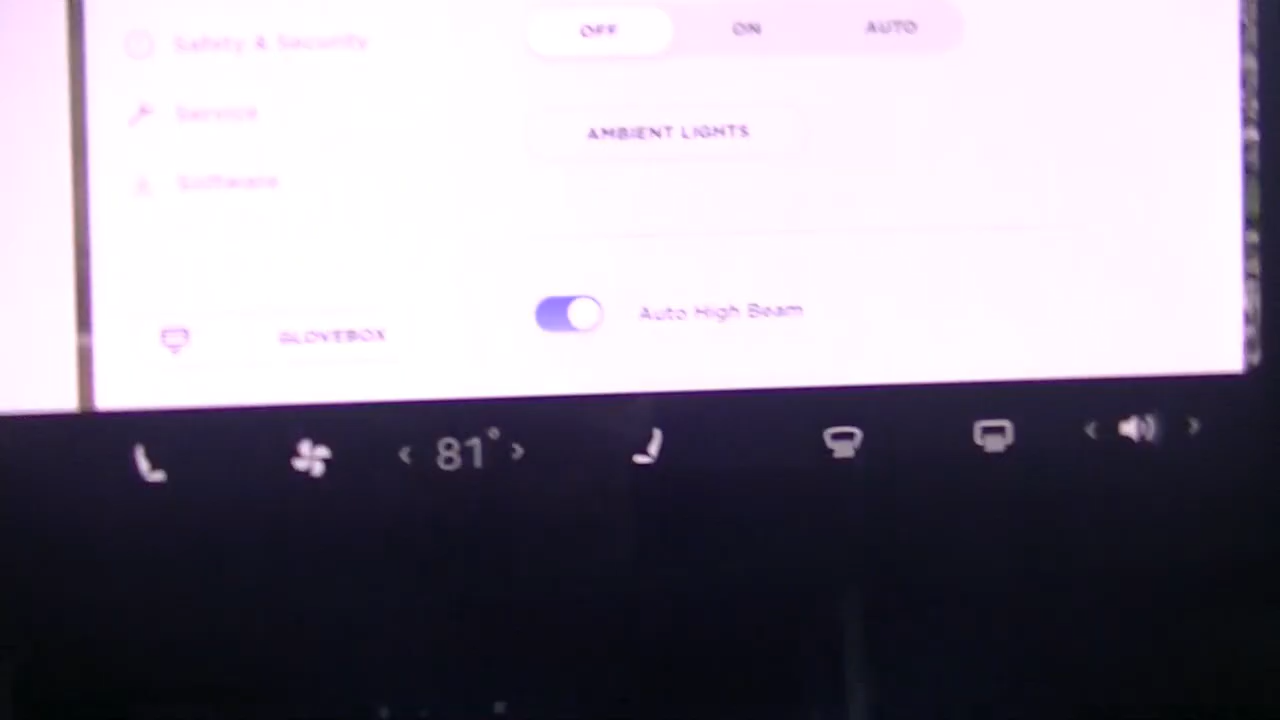 OFF ON AUTO
Safety & Security
Service
AMBIENT LIGHTS
Software
Auto High Beam
GLOVEBOX
81°